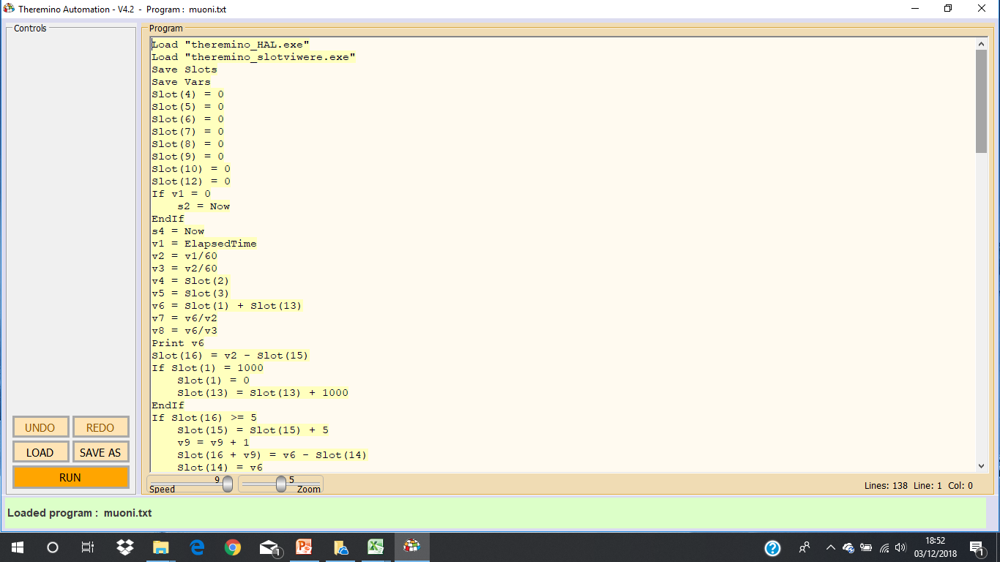 Theremino Automation - V4.2 - Program : muoni.txt
Controls
Program
Load "theremino_HAL.exe"
Load "theremino_slotviwere.exe"
Save Slots
Save Vars
Slot(4) = 0
Slot(5) = 0
Slot(6) = 0
Slot(7) = 0
Slot(8) = 0
Slot(9) = 0
Slot(10) = 0
Slot(12) = 0
If v1 = 0
    s2 = Now
EndIf
s4 = Now
v1 = ElapsedTime
v2 = v1/60
v3 = v2/60
v4 = Slot(2)
v5 = Slot(3)
v6 = Slot(1) + Slot(13)
v7 = v6/v2
v8 = v6/v3
Print v6
Slot(16) = v2 - Slot(15)
If Slot(1) = 1000
    Slot(1) = 0
    Slot(13) = Slot(13) + 1000
EndIf
If Slot(16) >= 5
    Slot(15) = Slot(15) + 5
    v9 = v9 + 1
    Slot(16 + v9) = v6 - Slot(14)
    Slot(14) = v6
UNDO REDO
LOAD SAVE AS
RUN
9 5
Speed Zoom
Lines: 138 Line: 1 Col: 0
Loaded program : muoni.txt
18:52
03/12/2018
1
1